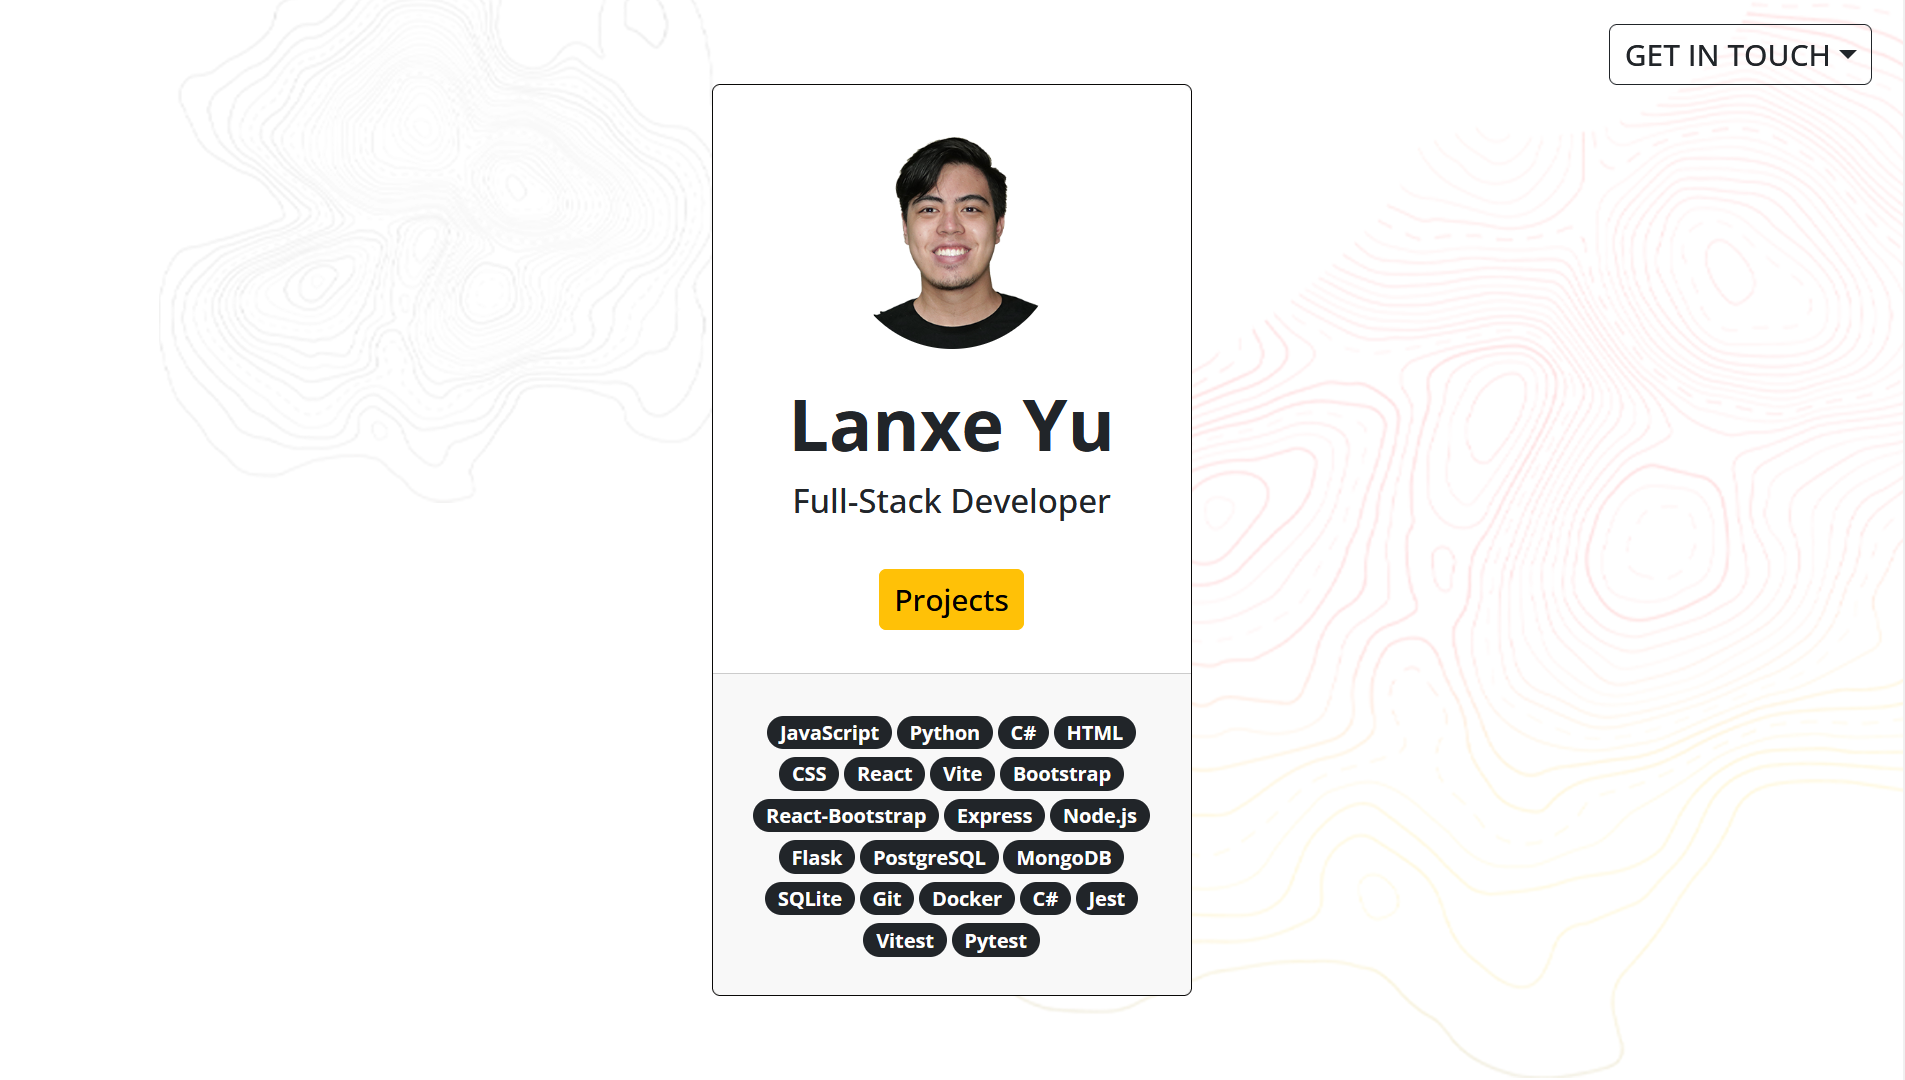 GET IN TOUCH
Lanxe Yu
Full-Stack Developer
Projects
JavaScript Python C# HTML
CSS React Vite Bootstrap
React-Bootstrap Express Node.js
Flask PostgreSQL MongoDB
SQLite Git Docker C# Jest
Vitest Pytest